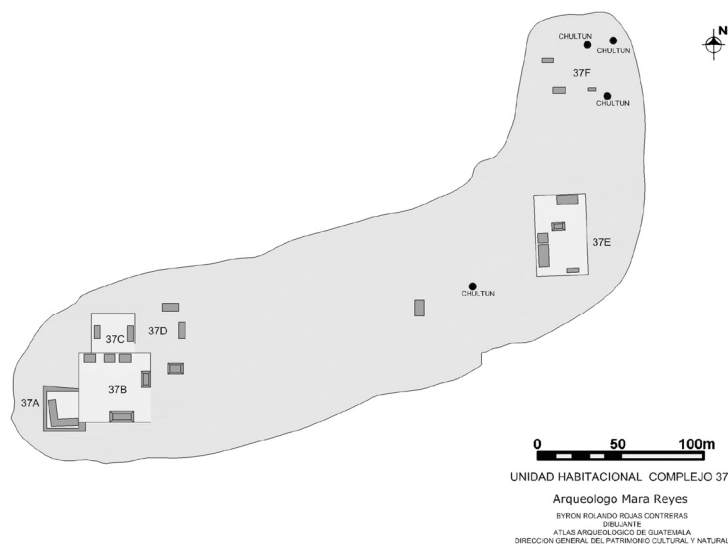 N
CHULTUN
CHULTUN
37F
CHULTUN
37E
CHULTUN
37D
37C
37B
37A
0 50 100m
UNIDAD HABITACIONAL COMPLEJO 37
Arqueologo Mara Reyes
BYRON ROLANDO ROJAS CONTRERAS
DIBUJANTE
ATLAS ARQUEOLOGICO DE GUATEMALA
DIRECCION GENERAL DEL PATRIMONIO CULTURAL Y NATURAL